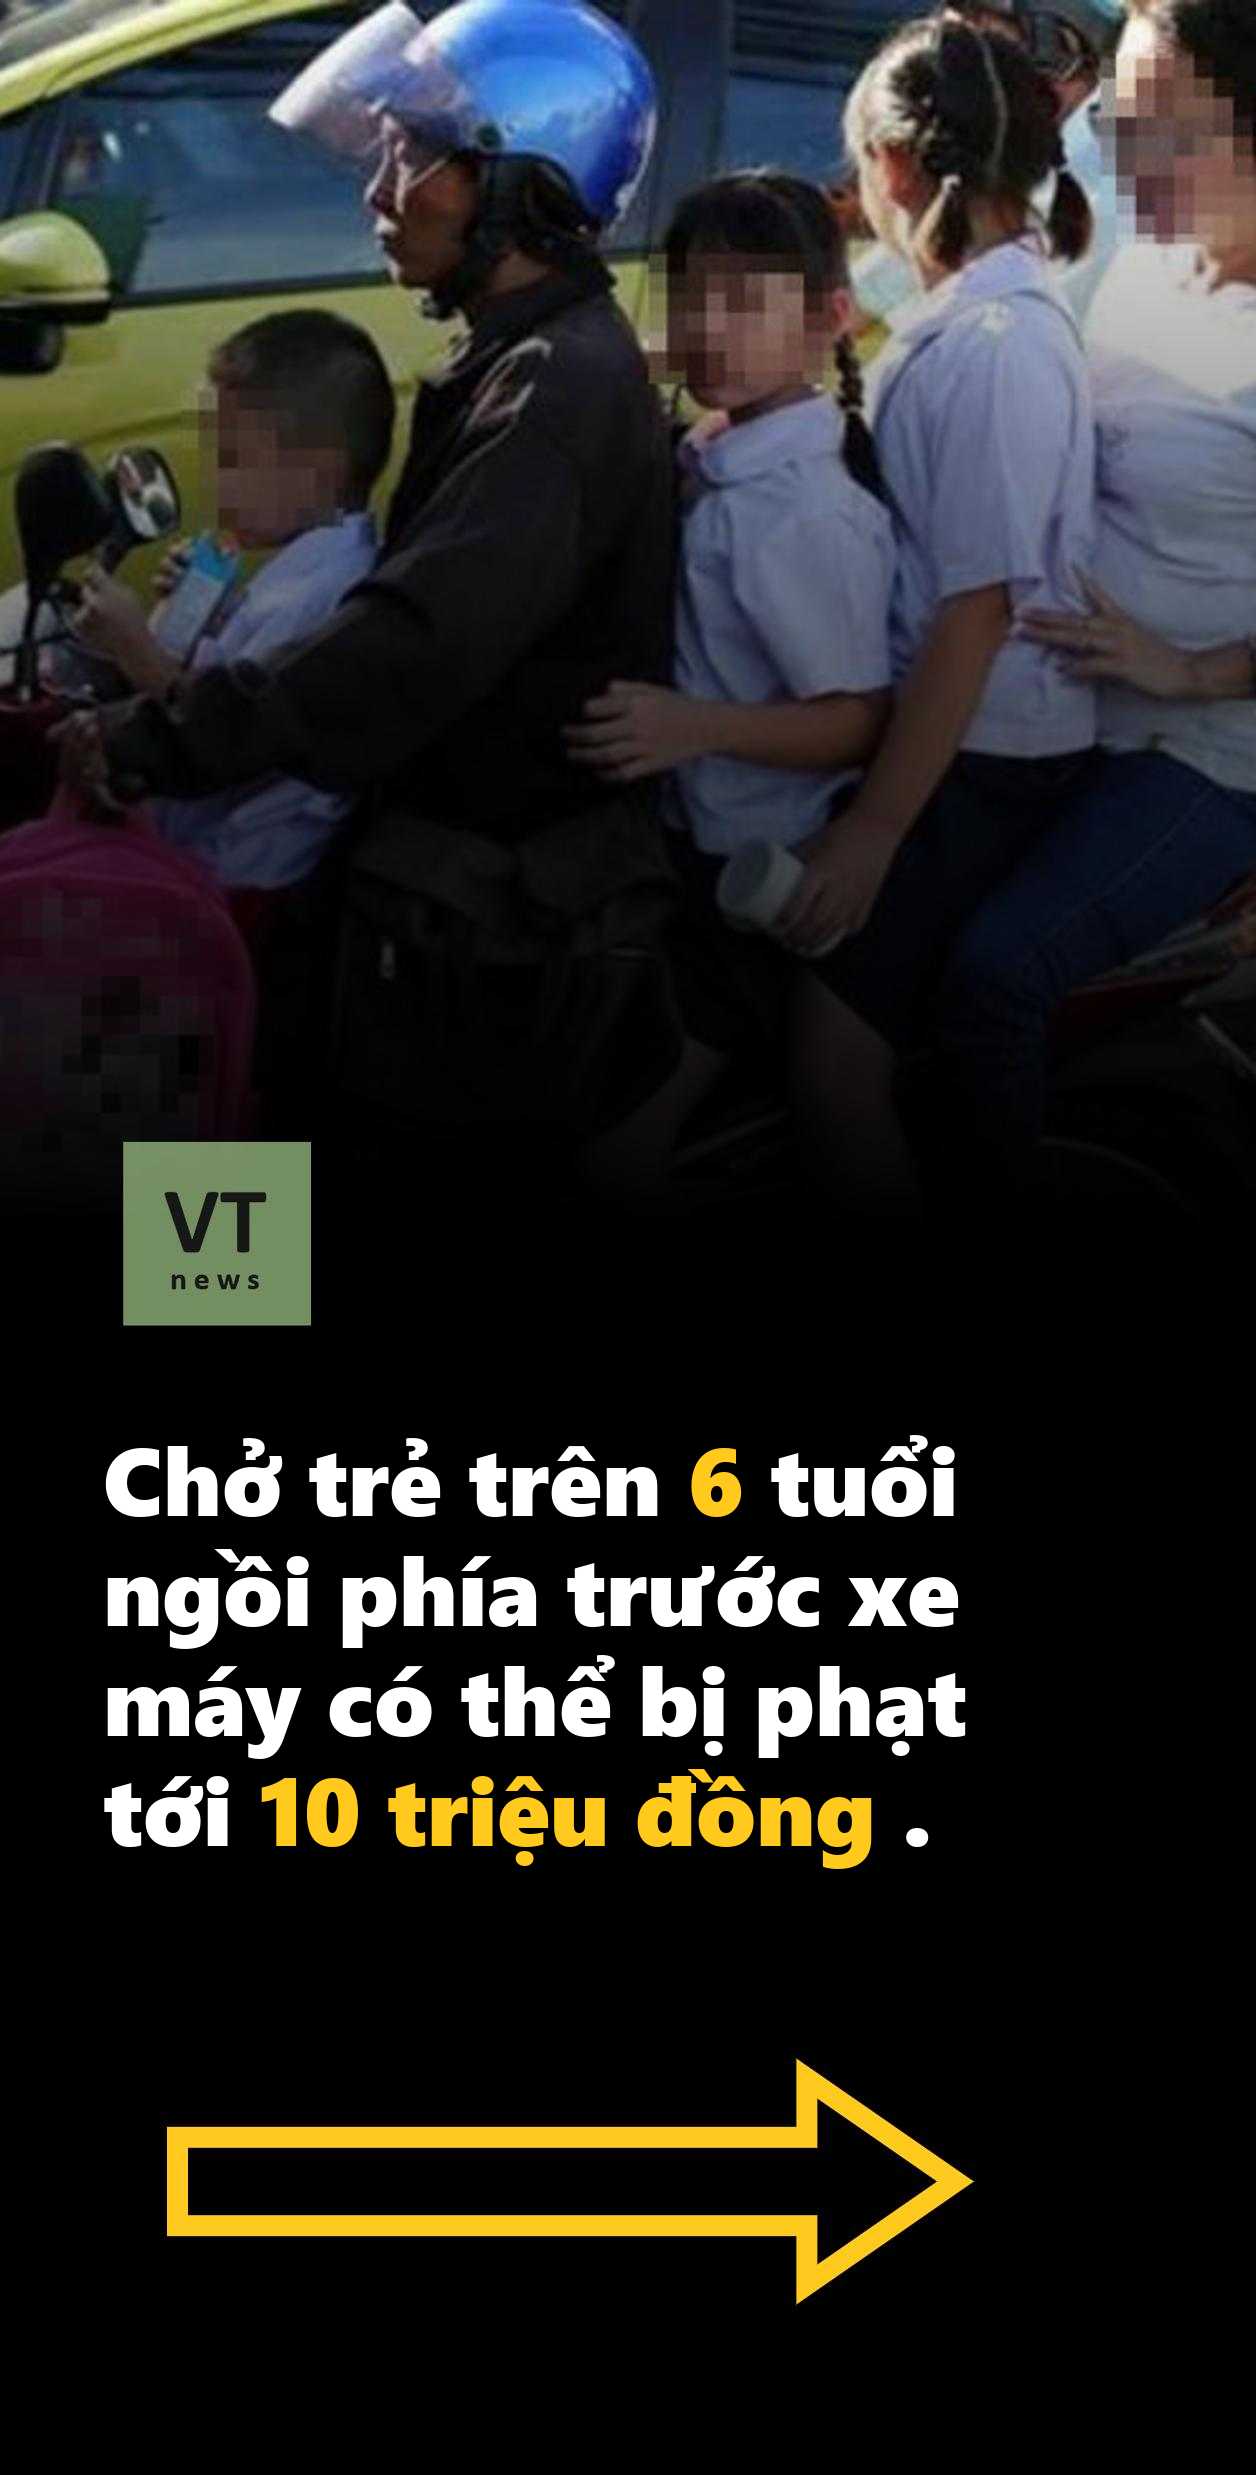 VT
news
Chở trẻ trên 6 tuổi
ngồi phía trước xe
máy có thể bị phạt
tới 10 triệu đồng .